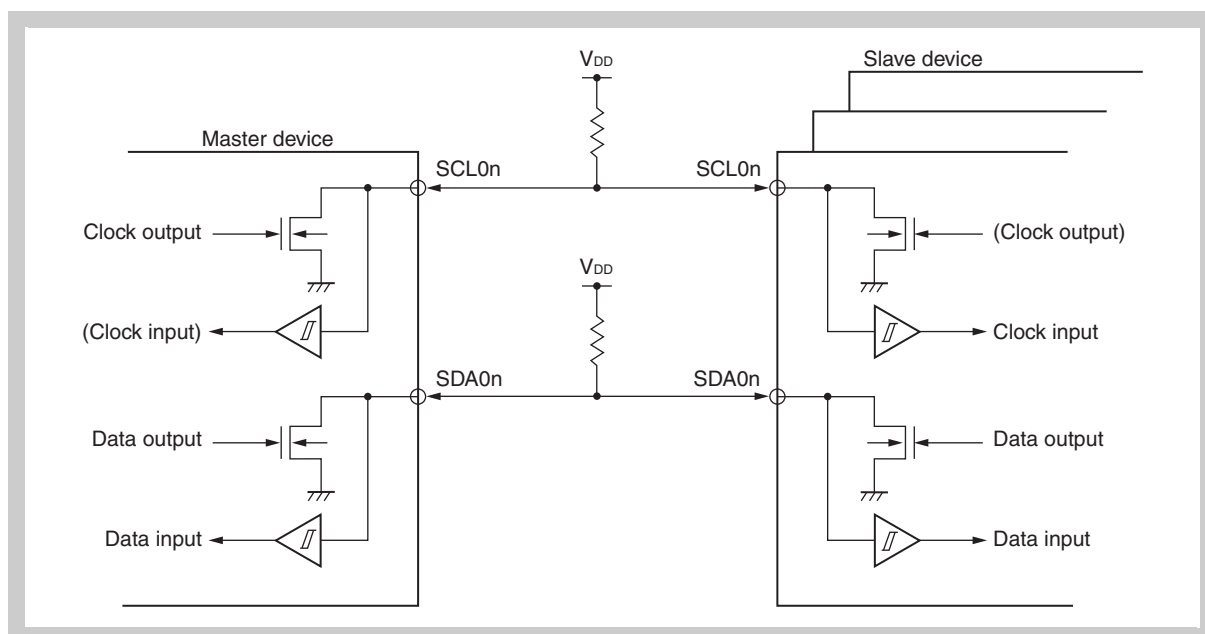 VDD
Slave device
Master device
SCL0n
SCL0n
Clock output
(Clock output)
VDD
(Clock input)
Clock input
SDA0n
SDA0n
Data output
Data output
Data input
Data input